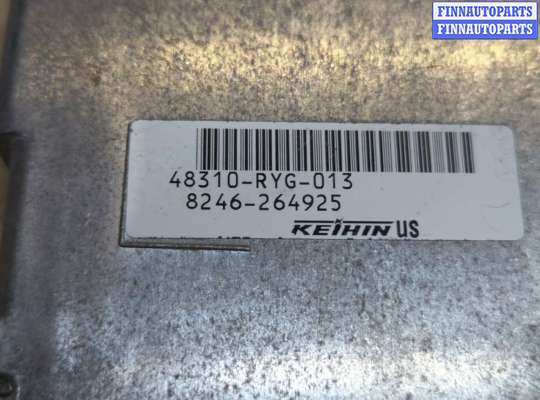 FINNAUTOPARTS
FINNAUTOPARTS
48310-RYG-013
8246-264925
KEIHIN US